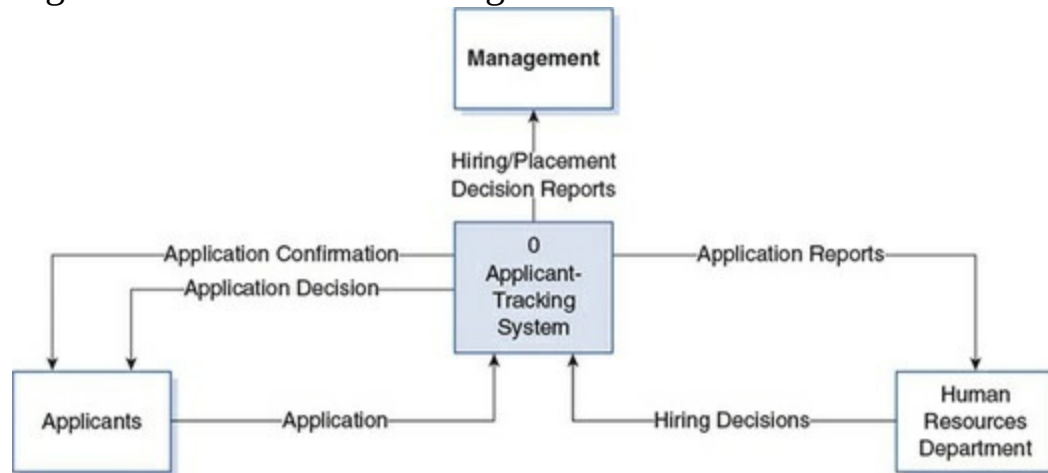 Management
Hiring/Placement
Decision Reports
0
Applicant-
Tracking
System
Application Confirmation
Application Decision
Application Reports
Applicants
Application
Hiring Decisions
Human
Resources
Department